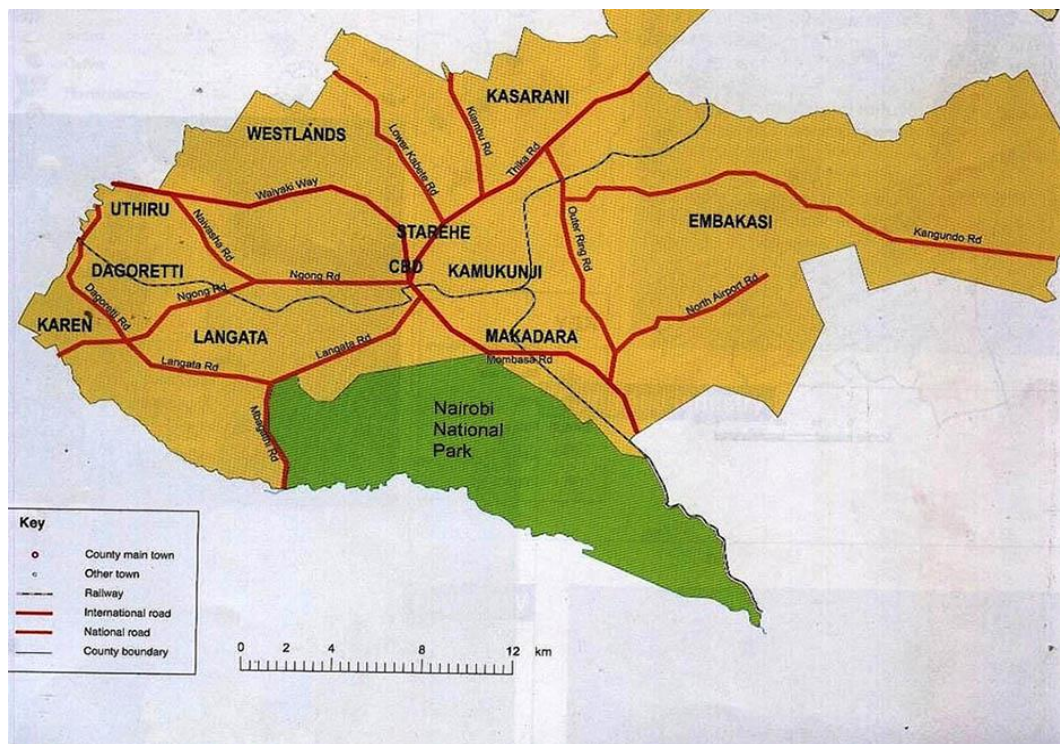 KASARANI
WESTLANDS
Lower Kabete Rd
Kiambu Rd
Thika Rd
Waiyaki Way
UTHIRU
Naivasha Rd
STAREHE
EMBAKASI
Outer Ring Rd
Kangundo Rd
DAGORETTI
Ngong Rd
CBD
KAMUKUNJI
Ngong Rd
North Airport Rd
Dagoretti Rd
KAREN
LANGATA
Langata Rd
MAKADARA
Mombasa Rd
Langata Rd
Mbagathi Rd
Nairobi
National
Park
Key
County main town
Other town
Railway
International road
National road
County boundary
0 2 4 8 12 km